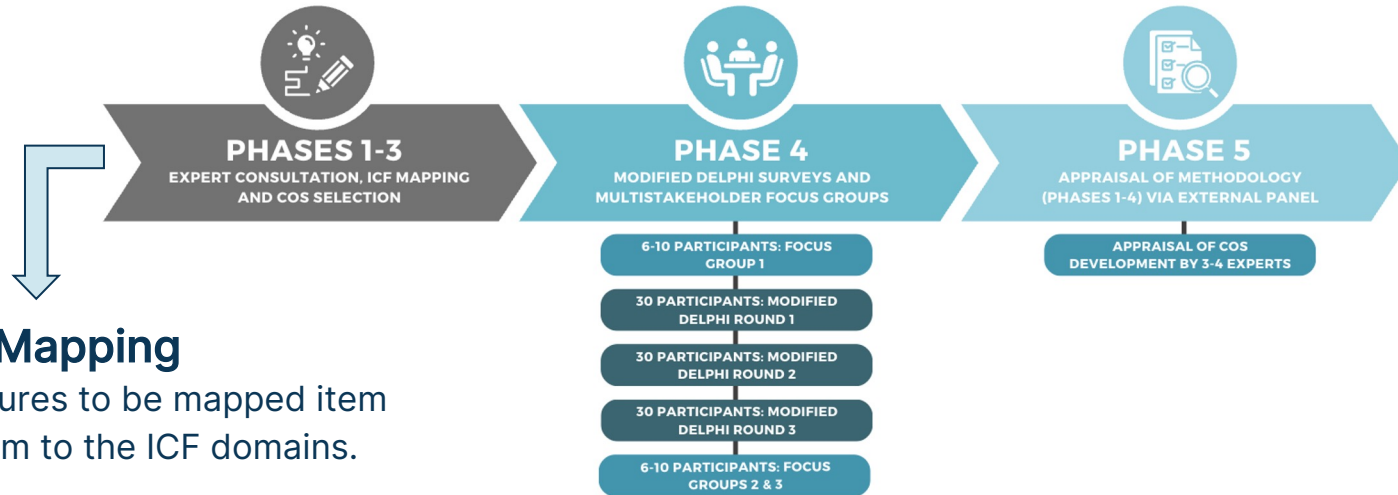 PHASES 1-3
EXPERT CONSULTATION, ICF MAPPING
AND COS SELECTION
PHASE 4
MODIFIED DELPHI SURVEYS AND
MULTISTAKEHOLDER FOCUS GROUPS
PHASE 5
APPRAISAL OF METHODOLOGY
(PHASES 1-4) VIA EXTERNAL PANEL
6-10 PARTICIPANTS: FOCUS
GROUP 1
30 PARTICIPANTS: MODIFIED
DELPHI ROUND 1
30 PARTICIPANTS: MODIFIED
DELPHI ROUND 2
30 PARTICIPANTS: MODIFIED
DELPHI ROUND 3
6-10 PARTICIPANTS: FOCUS
GROUPS 2 & 3
APPRAISAL OF COS
DEVELOPMENT BY 3-4 EXPERTS
Mapping
to be mapped item
to the ICF domains.